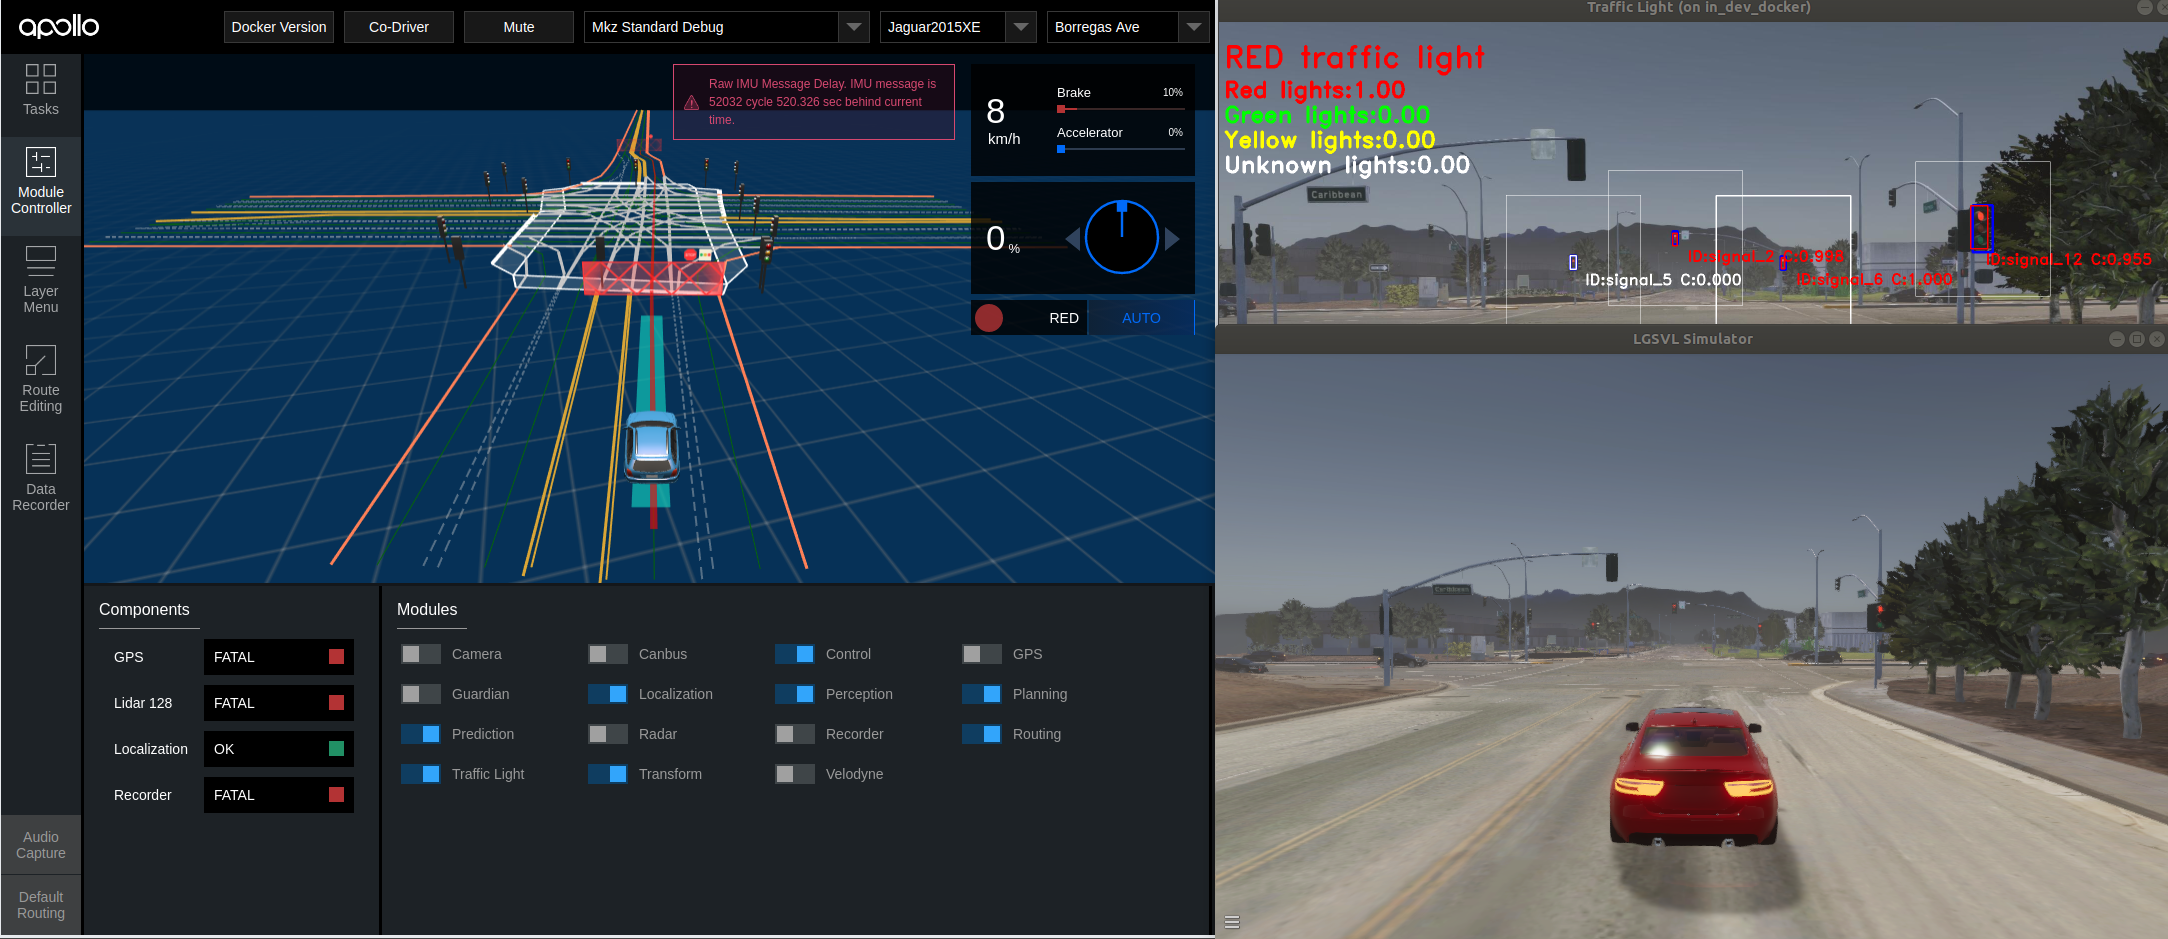 apollo
Docker Version
Co-Driver
Mute
Mkz Standard Debug
Jaguar2015XE
Borregas Ave
Tasks
Module
Controller
Layer
Menu
Route
Editing
Data
Recorder
Audio
Capture
Default
Routing
Raw IMU Message Delay. IMU message is
52032 cycle 520.326 sec behind current
time.
8
km/h
Brake
10%
Accelerator
0%
0 %
RED
AUTO
Components
GPS FATAL
Lidar 128 FATAL
Localization OK
Recorder FATAL
Modules
Camera
Canbus
Control
GPS
Guardian
Localization
Perception
Planning
Prediction
Radar
Recorder
Routing
Traffic Light
Transform
Velodyne
Traffic Light (on in_dev_docker)
RED traffic light
Red lights:1.00
Green lights:0.00
Yellow lights:0.00
Unknown lights:0.00
Caribbean
ID:signal_2 C:0.998
ID:signal_5 C:0.000
ID:signal_6 C:1.000
ID:signal_12 C:0.955
LGSVL Simulator
Caribbean